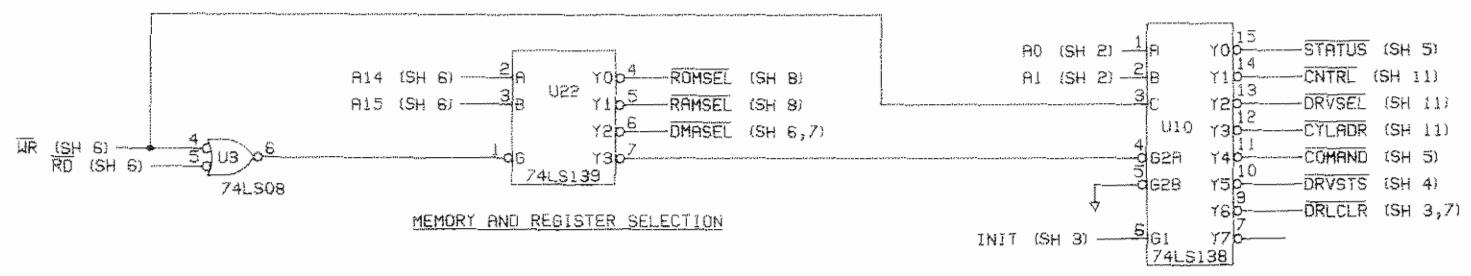 A14 (SH 6) 2 A Y0 4 ROMSEL (SH 8)
U22
A15 (SH 6) 3 B Y1 5 RAMSEL (SH 8)
Y2 6 DMASEL (SH 6,7)
WR (SH 6) 4
RD (SH 6) 5 U3 6
74LS08
1 G Y3 7
74LS139
A0 (SH 2) 1 A Y0 15 STATUS (SH 5)
A1 (SH 2) 2 B Y1 14 CNTRL (SH 11)
3 C Y2 13 DRVSEL (SH 11)
U10
Y3 12 CYLADR (SH 11)
4 G2A Y4 11 COMAND (SH 5)
5 G2B Y5 10 DRVSTS (SH 4)
Y6 9 DRLCLR (SH 3,7)
INIT (SH 3) 6 G1 Y7 7
74LS138
MEMORY AND REGISTER SELECTION